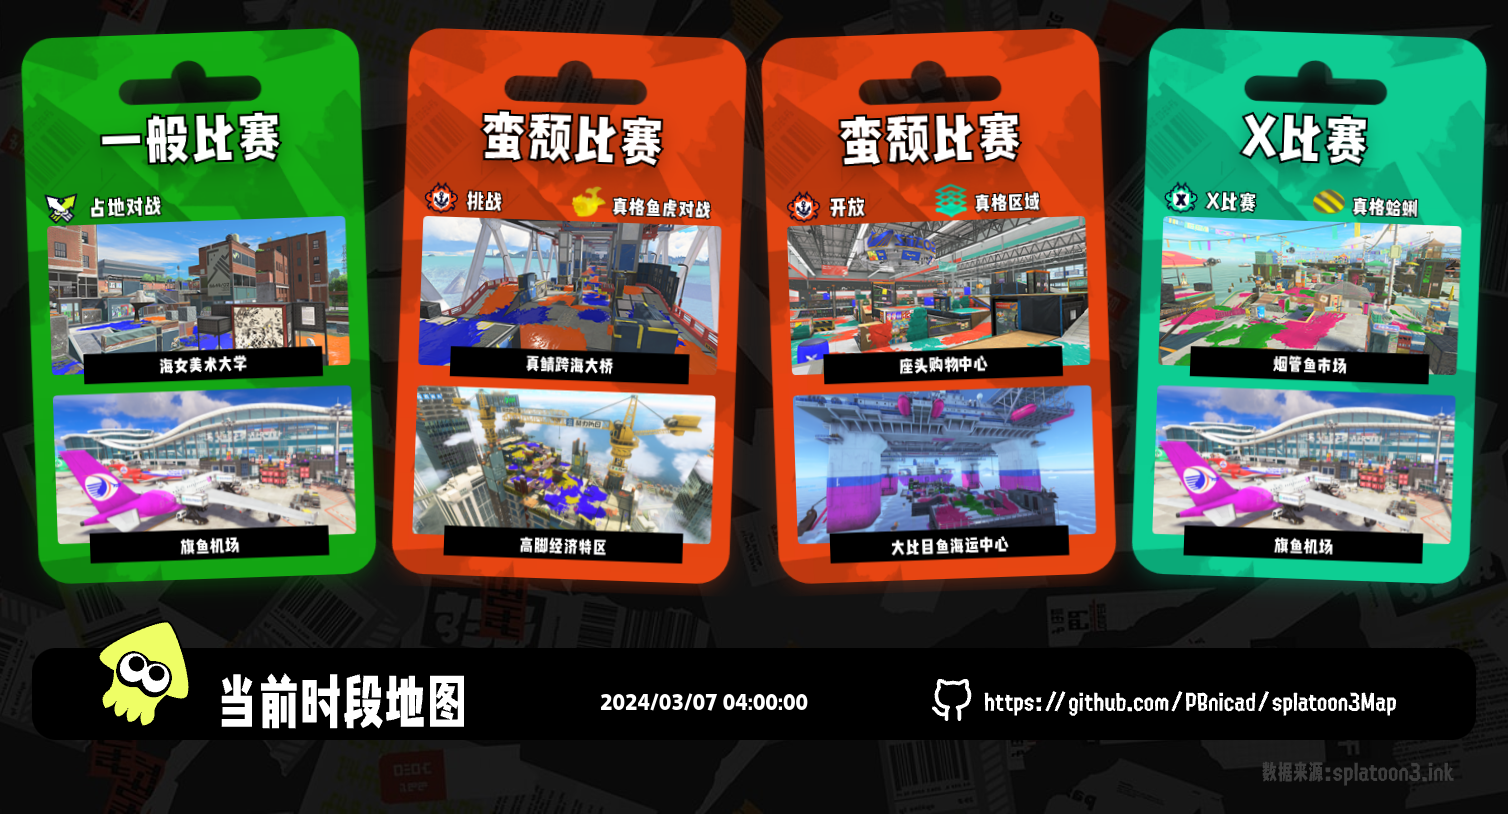 一般比赛
占地对战
海女美术大学
旗鱼机场
蛮颓比赛
挑战
真格鱼虎对战
真鲭跨海大桥
高脚经济特区
蛮颓比赛
开放
真格区域
座头购物中心
大比目鱼海运中心
X比赛
X比赛
真格蛤蜊
烟管鱼市场
旗鱼机场
当前时段地图
2024/03/07 04:00:00
https://github.com/PBnicad/splatoon3Map
数据来源:splatoon3.ink